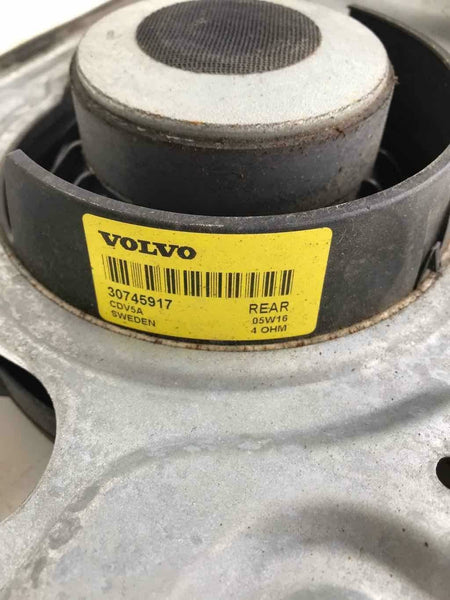 VOLVO
30745917 REAR
CDV5A 05W16
SWEDEN 4 OHM